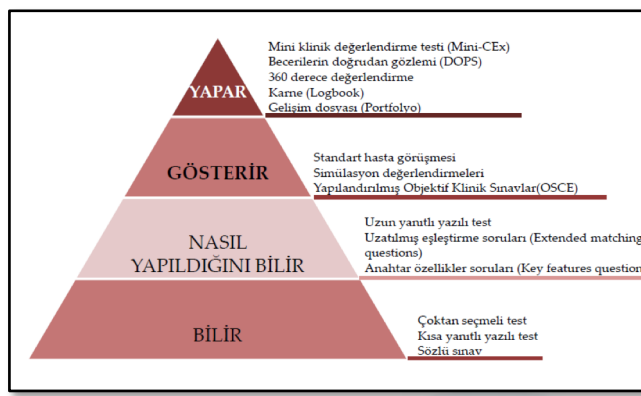 YAPAR
Mini klinik değerlendirme testi (Mini-CEx)
Becerilerin doğrudan gözlemi (DOPS)
360 derece değerlendirme
Karne (Logbook)
Gelişim dosyası (Portfolyo)
GÖSTERİR
Standart hasta görüşmesi
Simülasyon değerlendirmeleri
Yapılandırılmış Objektif Klinik Sınavlar(OSCE)
NASIL
YAPILDIĞINI BİLİR
Uzun yanıtlı yazılı test
Uzatılmış eşleştirme soruları (Extended matching
questions)
Anahtar özellikler soruları (Key features question
BİLİR
Çoktan seçmeli test
Kısa yanıtlı yazılı test
Sözlü sınav